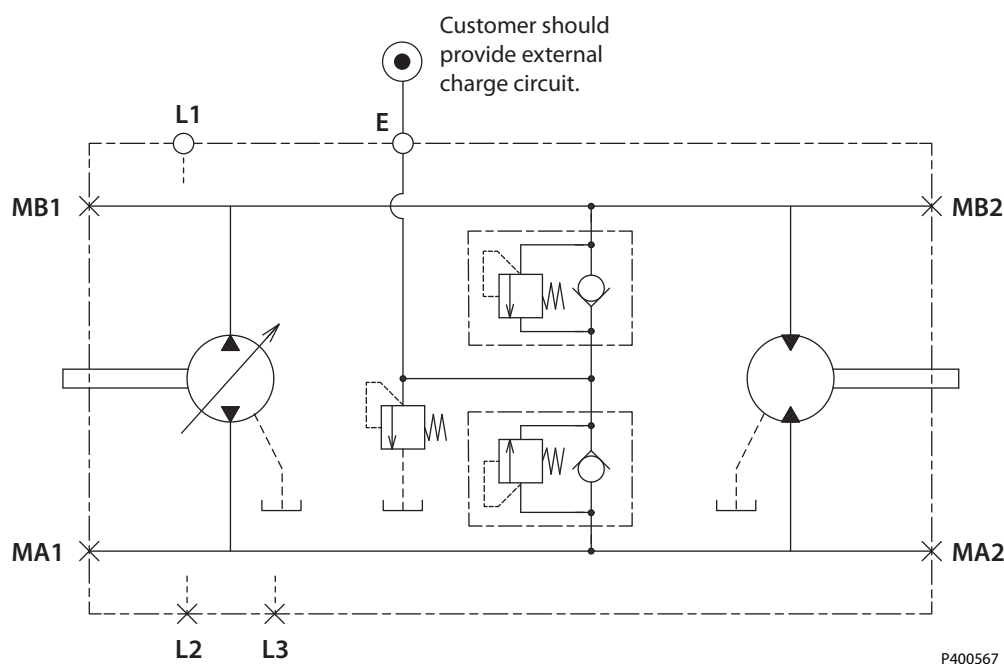 Customer should
provide external
charge circuit.
L1
E
MB1
MB2
MA1
MA2
L2
L3
P400567